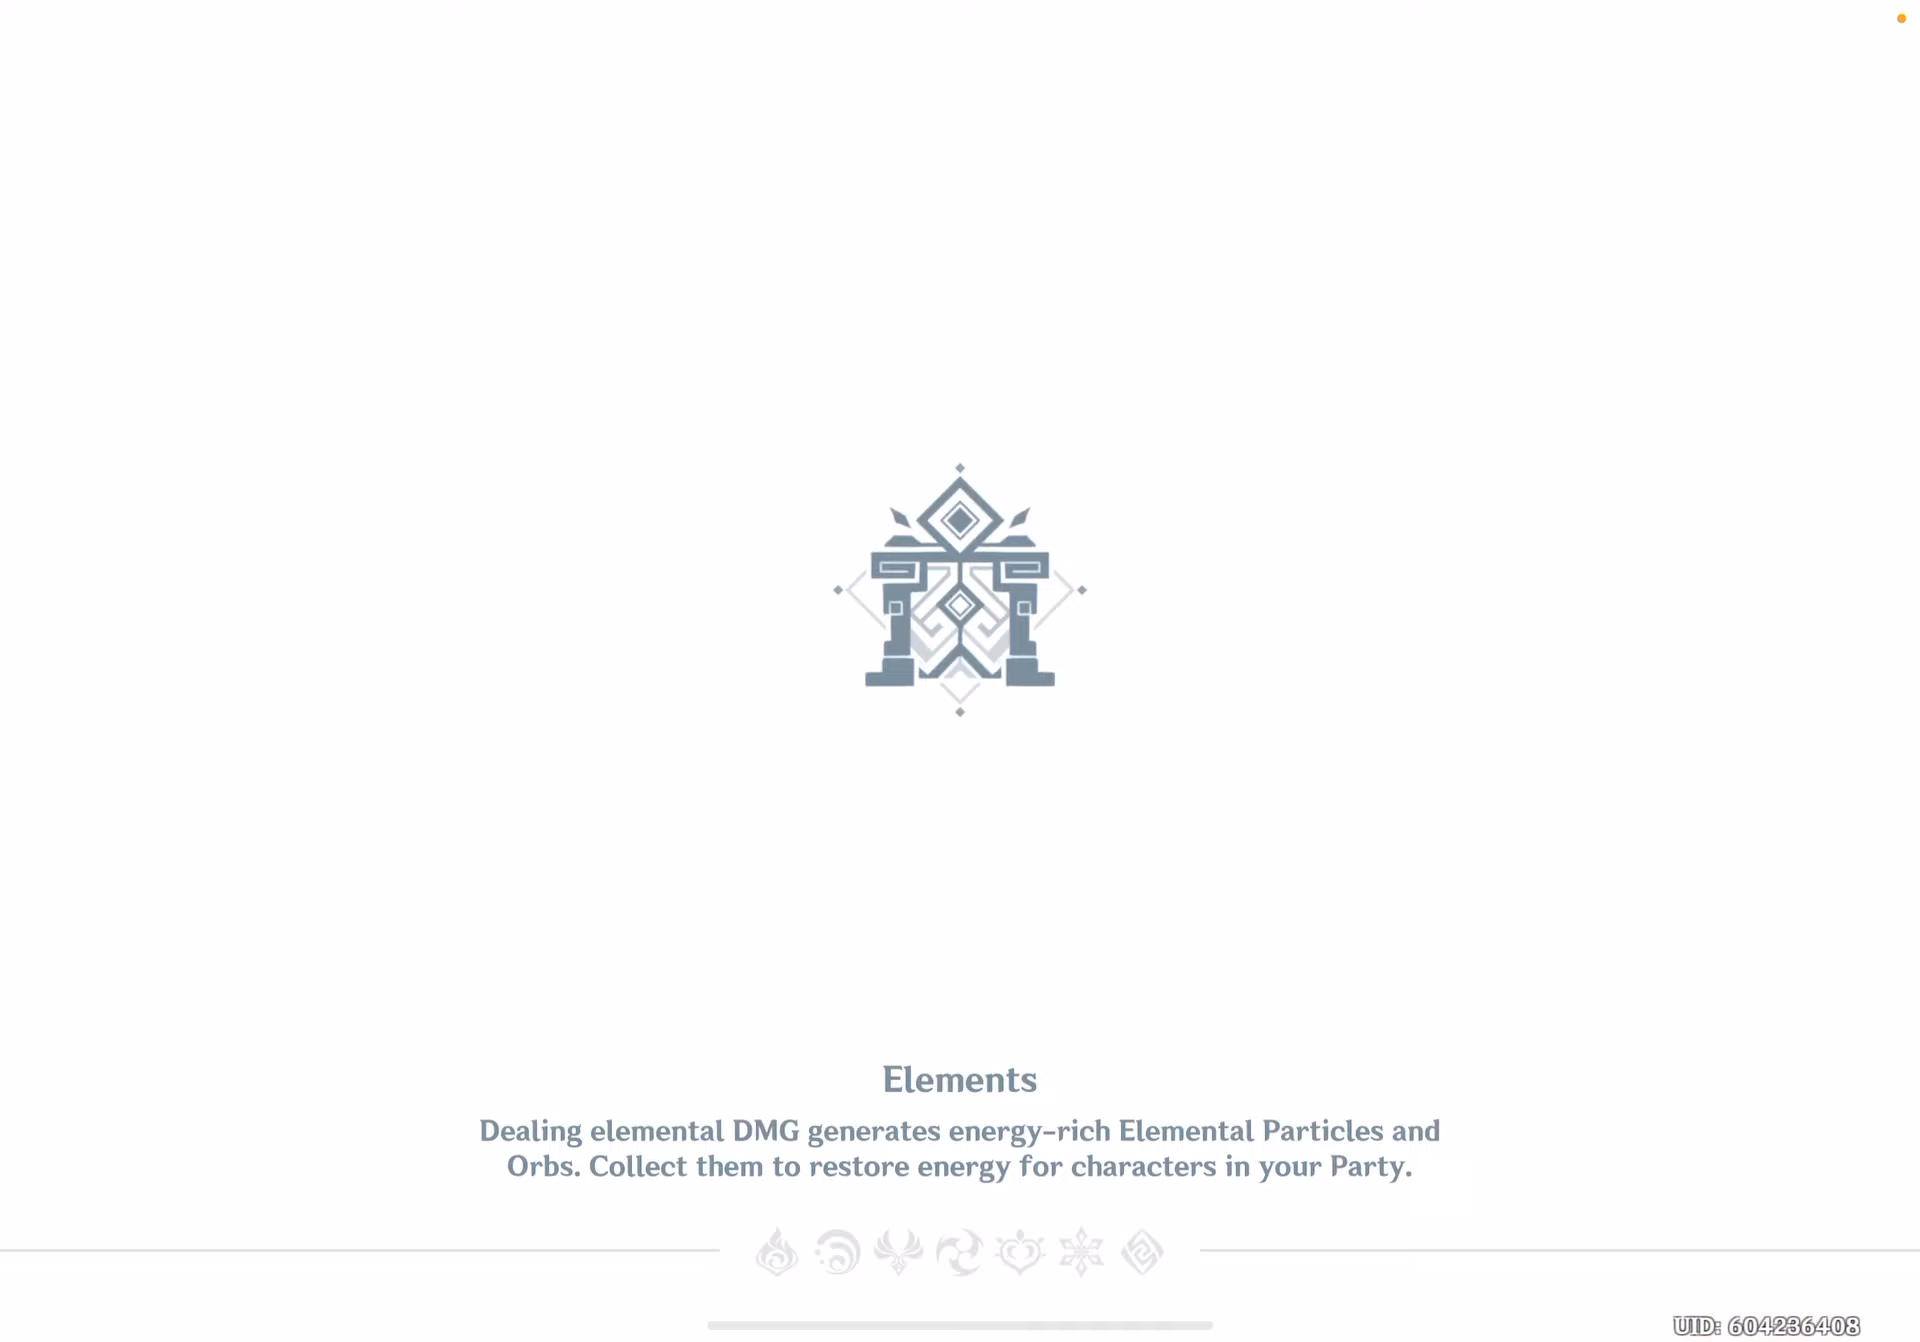 Elements
Dealing elemental DMG generates energy-rich Elemental Particles and
Orbs. Collect them to restore energy for characters in your Party.
UID: 604236408